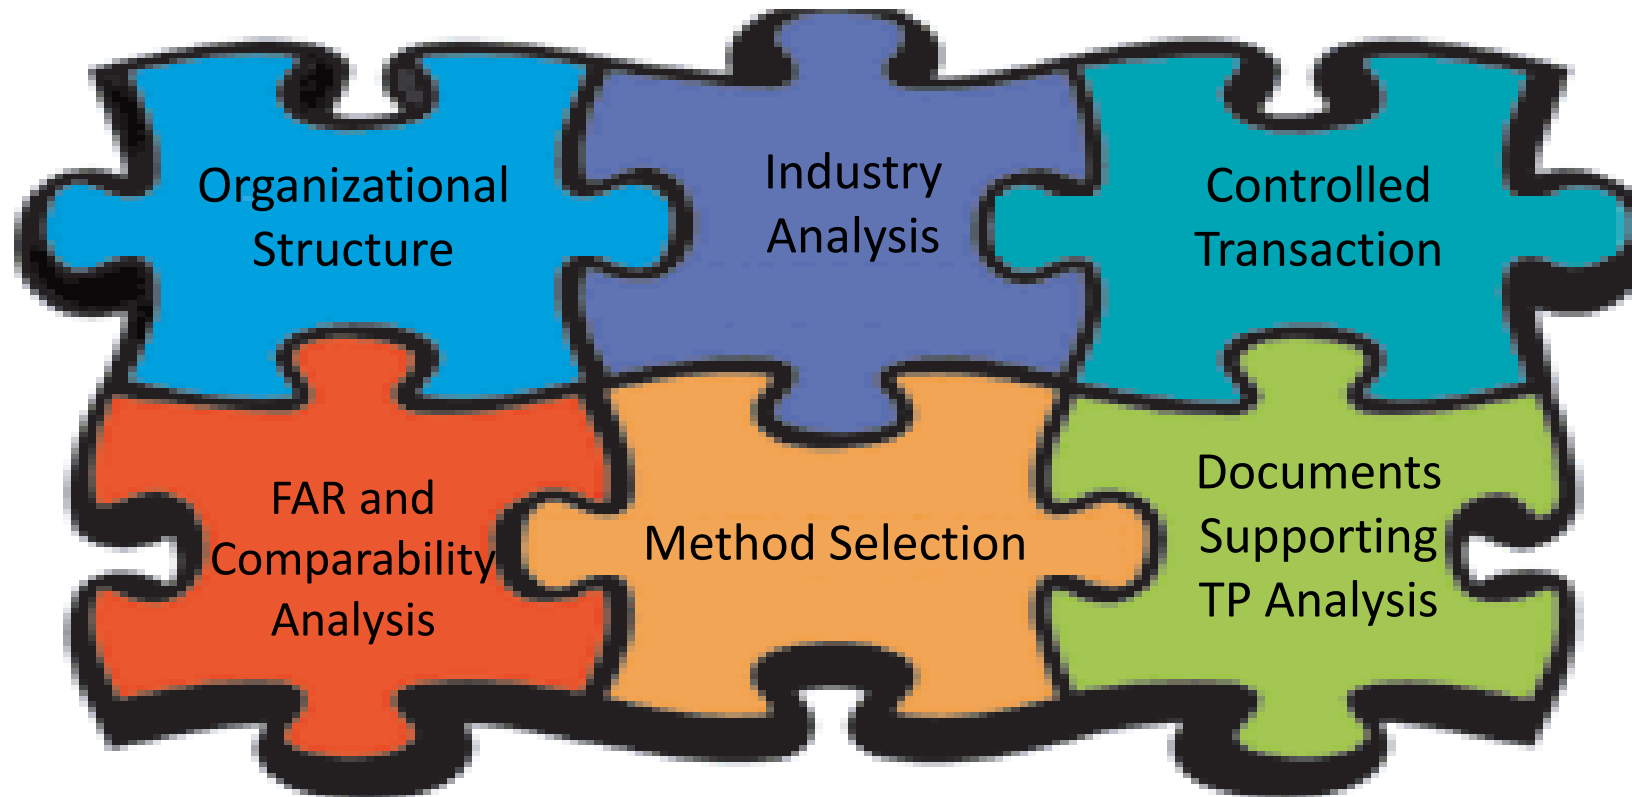 Organizational
Structure
Industry
Analysis
Controlled
Transaction
FAR and
Comparability
Analysis
Method Selection
Documents
Supporting
TP Analysis